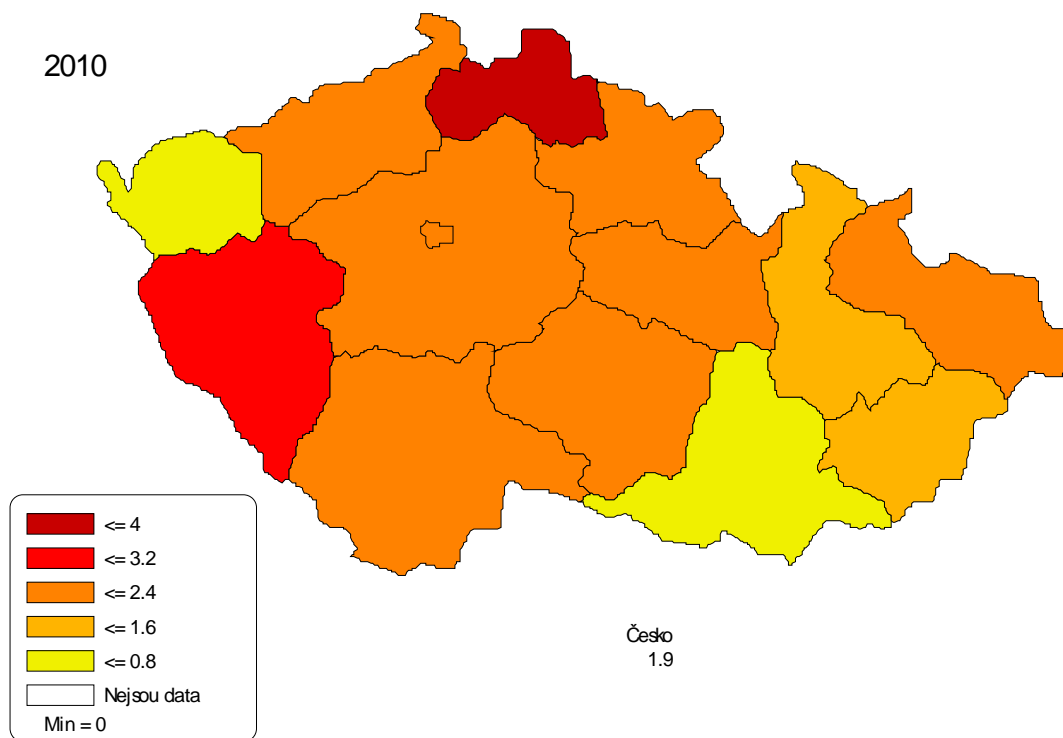 2010
<= 4
<= 3.2
<= 2.4
<= 1.6
<= 0.8
Nejsou data
Min = 0
Česko
1.9